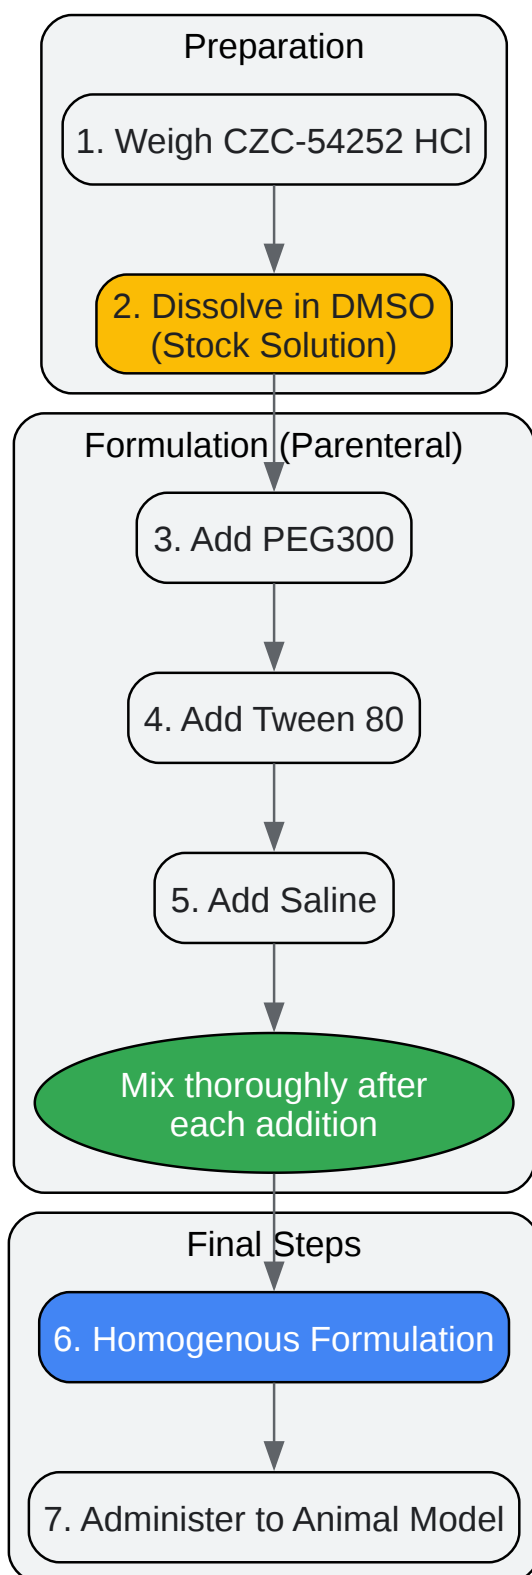 Preparation
1. Weigh CZC-54252 HCl
2. Dissolve in DMSO
(Stock Solution)
Formulation (Parenteral)
3. Add PEG300
4. Add Tween 80
5. Add Saline
Mix thoroughly after
each addition
Final Steps
6. Homogenous Formulation
7. Administer to Animal Model